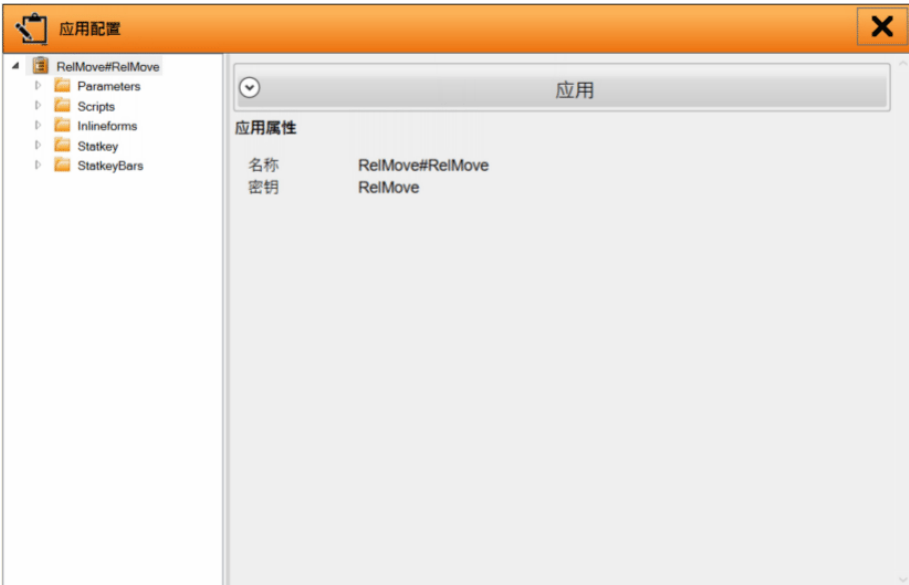 应用配置
RelMove#RelMove
Parameters
Scripts
Inlineforms
Statkey
StatkeyBars
应用
应用属性
名称 RelMove#RelMove
密钥 RelMove